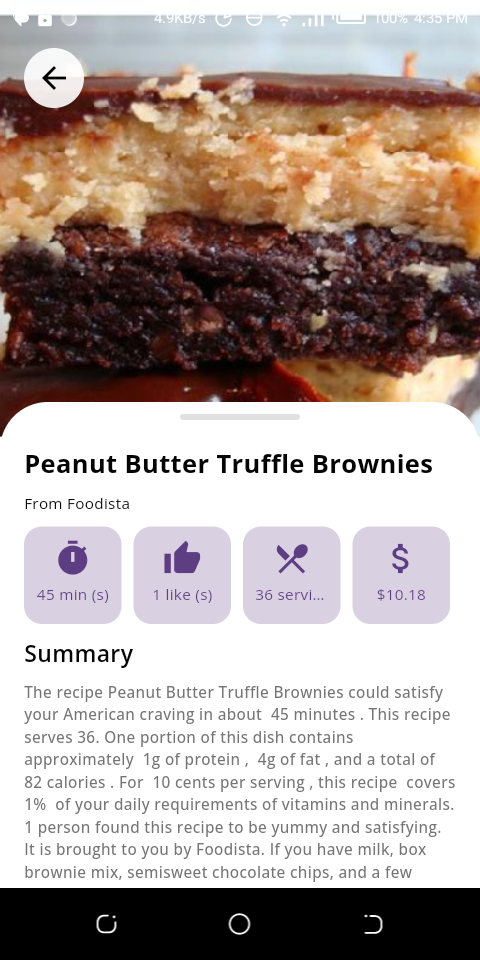 4.9KB/s 100% 4:35 PM
Peanut Butter Truffle Brownies
From Foodista
45 min (s) 1 like (s) 36 servi... $10.18
Summary
The recipe Peanut Butter Truffle Brownies could satisfy
your American craving in about 45 minutes . This recipe
serves 36. One portion of this dish contains
approximately 1g of protein , 4g of fat , and a total of
82 calories . For 10 cents per serving , this recipe covers
1% of your daily requirements of vitamins and minerals.
1 person found this recipe to be yummy and satisfying.
It is brought to you by Foodista. If you have milk, box
brownie mix, semisweet chocolate chips, and a few